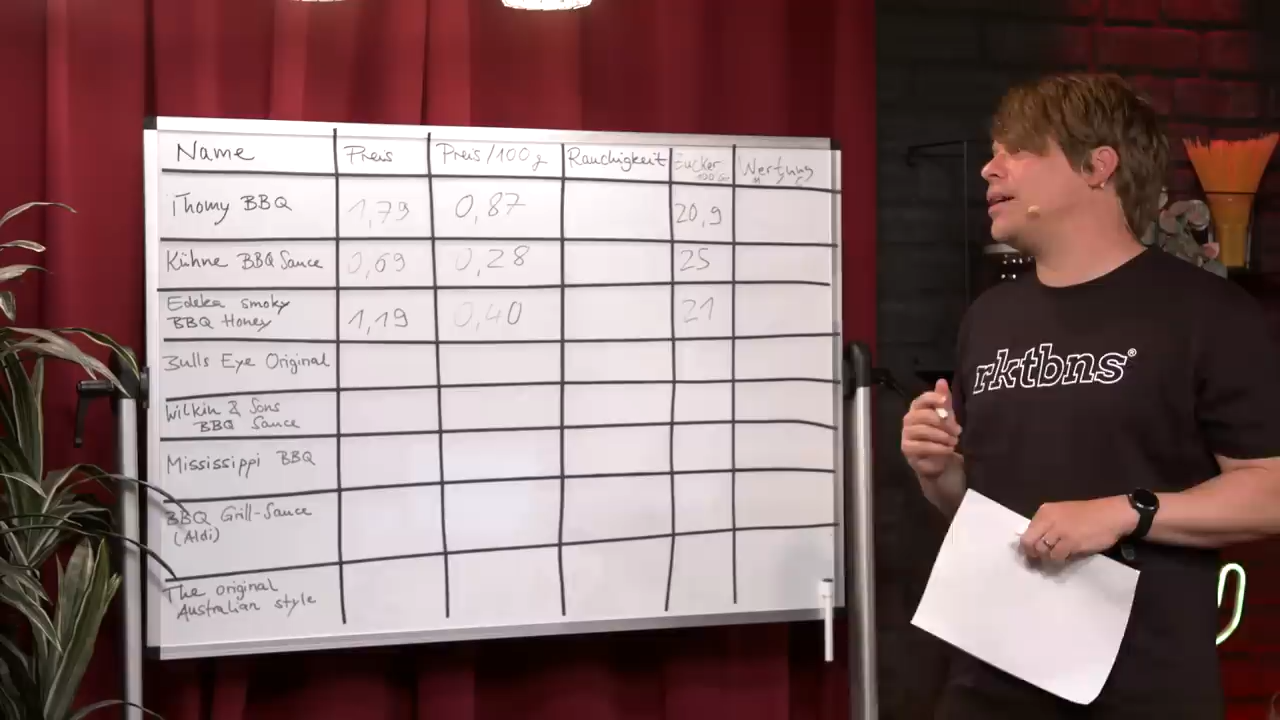 Name Preis Preis/100g Rauchigkeit Zucker Wertung
100 Gr M C
Thomy BBQ 1,79 0,87 20,9
Kühne BBQ Sauce 0,69 0,28 25
Edeka smoky
BBQ Honey 1,19 0,40 21
Bulls Eye Original
Wilkin & Sons
BBQ Sauce
Mississippi BBQ
BBQ Grill-Sauce
(Aldi)
The original
Australian style
rktbns®